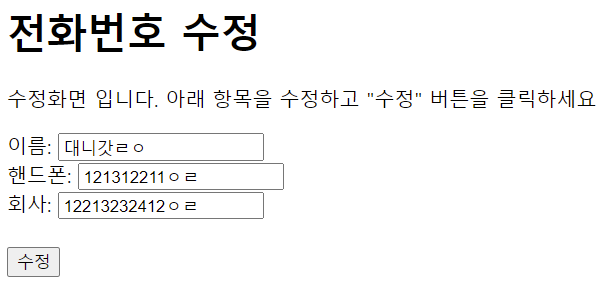 전화번호 수정
수정화면 입니다. 아래 항목을 수정하고 "수정" 버튼을 클릭하세요
이름: 대니갓ㄹㅇ
핸드폰: 121312211ㅇㄹ
회사: 12213232412ㅇㄹ
수정